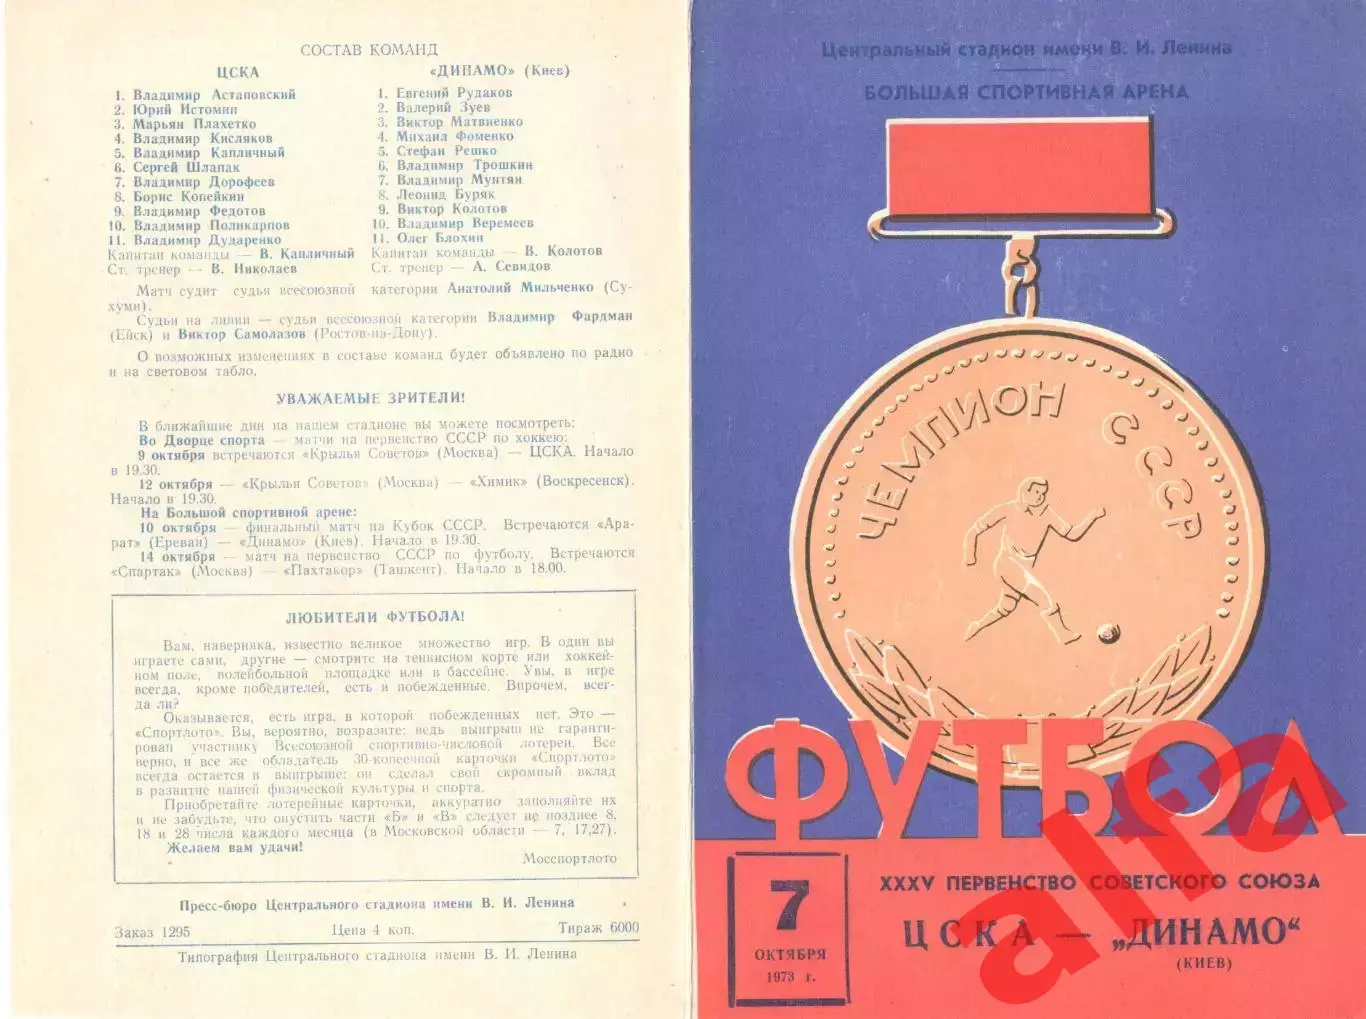 СОСТАВ КОМАНД
ЦСКА
1. Владимир Астаповский
2. Юрий Истомин
3. Марьян Плахетко
4. Владимир Кисляков
5. Владимир Капличный
6. Сергей Шлапак
7. Владимир Дорофеев
8. Борис Копейкин
9. Владимир Федотов
10. Владимир Поликарпов
11. Владимир Дударенко
Капитан команды — В. Капличный
Ст. тренер — В. Николаев
«ДИНАМО» (Киев)
1. Евгений Рудаков
2. Валерий Зуев
3. Виктор Матвиенко
4. Михаил Фоменко
5. Стефан Решко
6. Владимир Трошкин
7. Владимир Мунтян
8. Леонид Буряк
9. Виктор Колотов
10. Владимир Веремеев
11. Олег Блохин
Капитан команды — В. Колотов
Ст. тренер — А. Севидов
Матч судит судья всесоюзной категории Анатолий Мильченко (Су-
хуми).
Судьи на линии — судьи всесоюзной категории Владимир Фардман
(Ейск) и Виктор Самолазов (Ростов-на-Дону).
О возможных изменениях в составе команд будет объявлено по радио
и на световом табло.
УВАЖАЕМЫЕ ЗРИТЕЛИ!
В ближайшие дни на нашем стадионе вы можете посмотреть:
Во Дворце спорта — матчи на первенство СССР по хоккею:
9 октября встречаются «Крылья Советов» (Москва) — ЦСКА. Начало
в 19.30.
12 октября — «Крылья Советов» (Москва) — «Химик» (Воскресенск).
Начало в 19.30.
На Большой спортивной арене:
10 октября — финальный матч на Кубок СССР. Встречаются «Ара-
рат» (Ереван) — «Динамо» (Киев). Начало в 19.30.
14 октября — матч на первенство СССР по футболу. Встречаются
«Спартак» (Москва) — «Пахтакор» (Ташкент). Начало в 18.00.
ЛЮБИТЕЛИ ФУТБОЛА!
Вам, наверняка, известно великое множество игр. В одни вы
играете сами, другие — смотрите на теннисном корте или хоккей-
ном поле, волейбольной площадке или в бассейне. Увы, в игре
всегда, кроме победителей, есть и побежденные. Впрочем, всег-
да ли?
Оказывается, есть игра, в которой побежденных нет. Это —
«Спортлото». Вы, вероятно, возразите: ведь выигрыш не гаранти-
рован участнику Всесоюзной спортивно-числовой лотереи. Все
верно, и все же обладатель 30-копеечной карточки «Спортлото»
всегда остается в выигрыше: он сделал свой скромный вклад
в развитие нашей физической культуры и спорта.
Приобретайте лотерейные карточки, аккуратно заполняйте их
и не забудьте, что опустить части «Б» и «В» следует не позднее 8,
18 и 28 числа каждого месяца (в Московской области — 7, 17,27).
Желаем вам удачи!
Мосспортлото
Пресс-бюро Центрального стадиона имени В. И. Ленина
Заказ 1295 Цена 4 коп. Тираж 6000
Типография Центрального стадиона имени В. И. Ленина
Центральный стадион имени В. И. Ленина
БОЛЬШАЯ СПОРТИВНАЯ АРЕНА
ЧЕМПИОН СССР
ФУТБОЛ
7
ОКТЯБРЯ
1973 г.
XXXV ПЕРВЕНСТВО СОВЕТСКОГО СОЮЗА
ЦСКА — „ДИНАМО"
(КИЕВ)
alfa